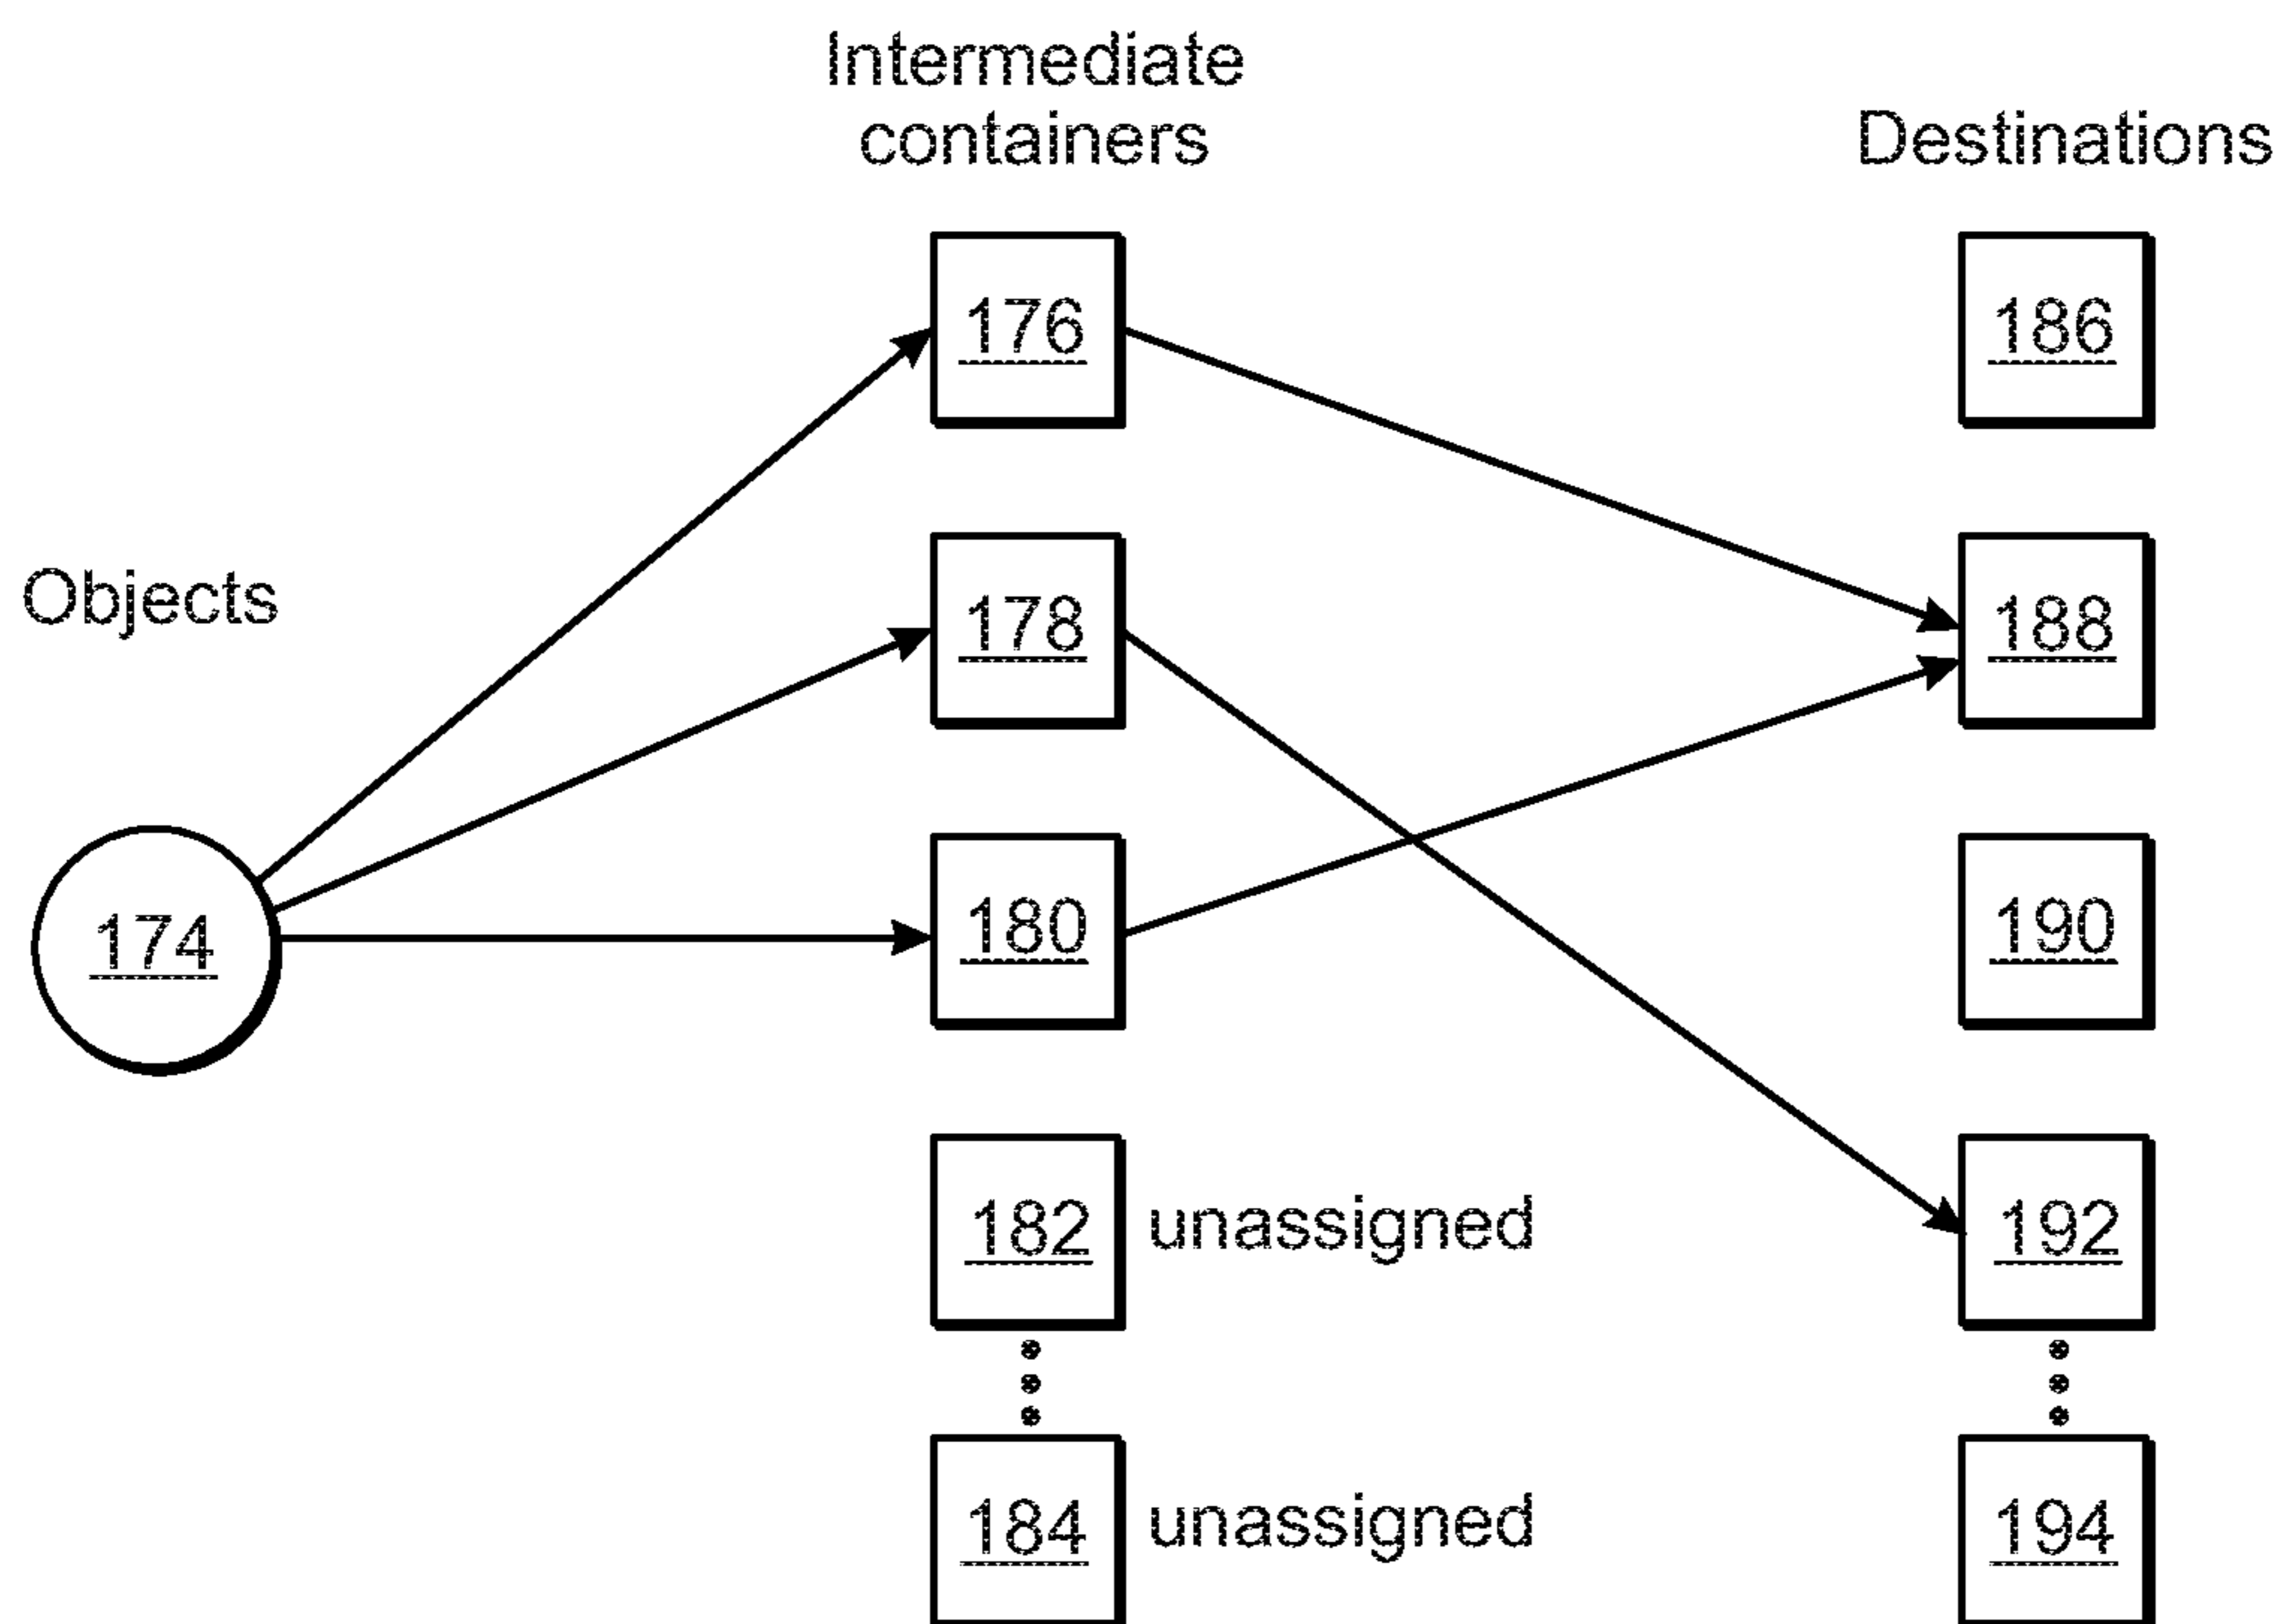 Intermediate
containers
Destinations
176
186
Objects
178
188
174
180
190
182 unassigned
192
184 unassigned
194